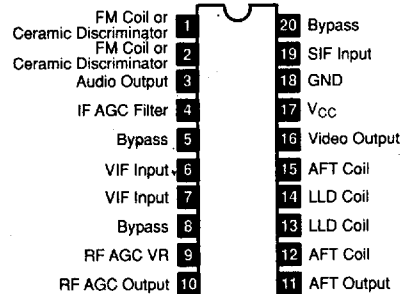 FM Coil or
Ceramic Discriminator 1
FM Coil or
Ceramic Discriminator 2
Audio Output 3
IF AGC Filter 4
Bypass 5
VIF Input 6
VIF Input 7
Bypass 8
RF AGC VR 9
RF AGC Output 10
20 Bypass
19 SIF Input
18 GND
17 VCC
16 Video Output
15 AFT Coil
14 LLD Coil
13 LLD Coil
12 AFT Coil
11 AFT Output